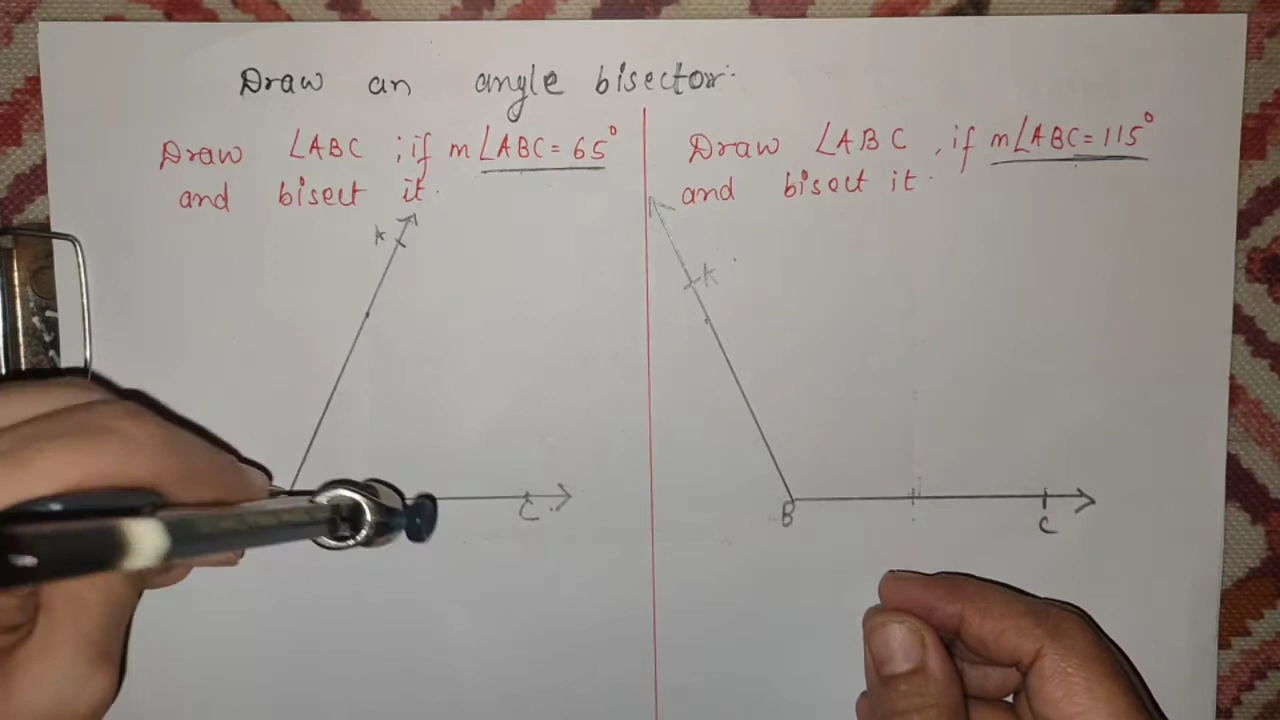 Draw an angle bisector.
Draw ∠ABC ; if m∠ABC = 65°
and bisect it.
A
C
Draw ∠ABC , if m∠ABC = 115°
and bisect it.
A
B
C